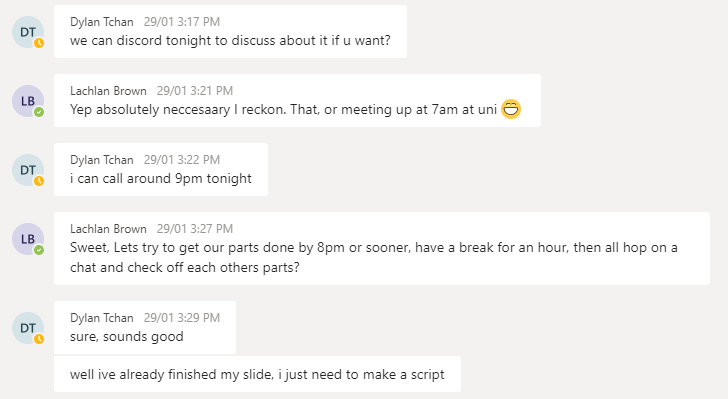 DT
Dylan Tchan 29/01 3:17 PM
we can discord tonight to discuss about it if u want?
LB
Lachlan Brown 29/01 3:21 PM
Yep absolutely neccesaary I reckon. That, or meeting up at 7am at uni 😁
DT
Dylan Tchan 29/01 3:22 PM
i can call around 9pm tonight
LB
Lachlan Brown 29/01 3:27 PM
Sweet, Lets try to get our parts done by 8pm or sooner, have a break for an hour, then all hop on a
chat and check off each others parts?
DT
Dylan Tchan 29/01 3:29 PM
sure, sounds good
well ive already finished my slide, i just need to make a script